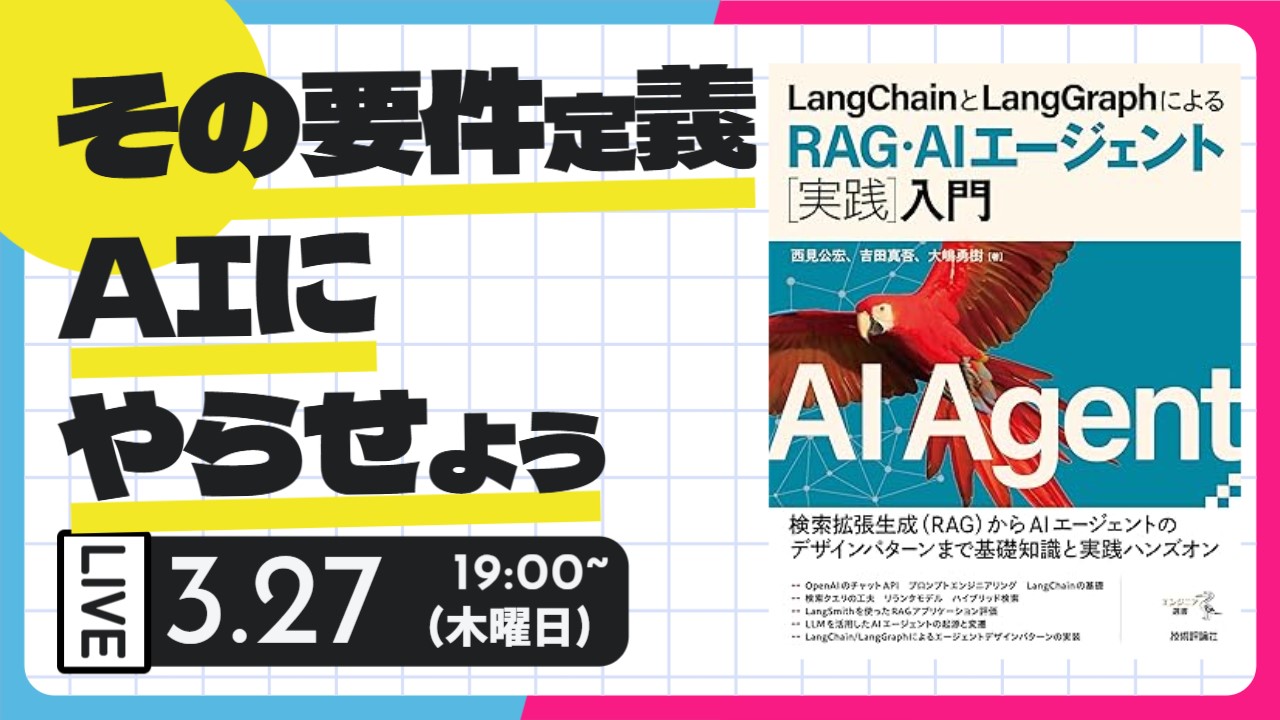 その要件定義
AIに
やらせよう
LIVE
3.27
19:00~
(木曜日)
LangChainとLangGraphによる
RAG・AIエージェント
[実践]入門
西見公宏、吉田真吾、大嶋勇樹[著]
AI Agent
検索拡張生成(RAG)からAIエージェントの
デザインパターンまで基礎知識と実践ハンズオン
-- OpenAIのチャットAPI プロンプトエンジニアリング LangChainの基礎
-- 検索クエリの工夫 リランクモデル ハイブリッド検索
-- LangSmithを使ったRAGアプリケーション評価
-- LLMを活用したAIエージェントの起源と変遷
-- LangChain/LangGraphによるエージェントデザインパターンの実装
エンジニア
選書
技術評論社